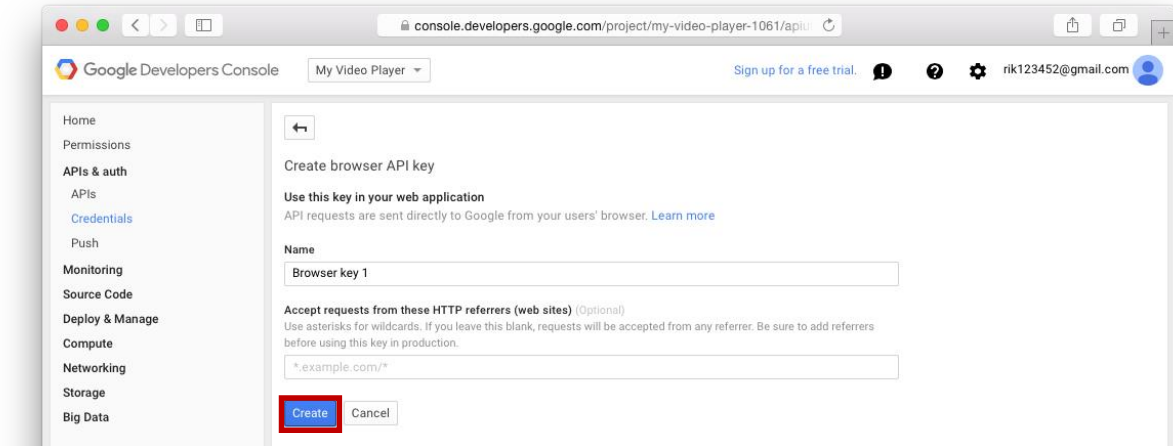 console.developers.google.com/project/my-video-player-1061/apiu
Google Developers Console
My Video Player
Sign up for a free trial.
rik123452@gmail.com
Home
Permissions
APIs & auth
APIs
Credentials
Push
Monitoring
Source Code
Deploy & Manage
Compute
Networking
Storage
Big Data
Create browser API key
Use this key in your web application
API requests are sent directly to Google from your users' browser. Learn more
Name
Browser key 1
Accept requests from these HTTP referrers (web sites) (Optional)
Use asterisks for wildcards. If you leave this blank, requests will be accepted from any referrer. Be sure to add referrers
before using this key in production.
*.example.com/*
Create Cancel